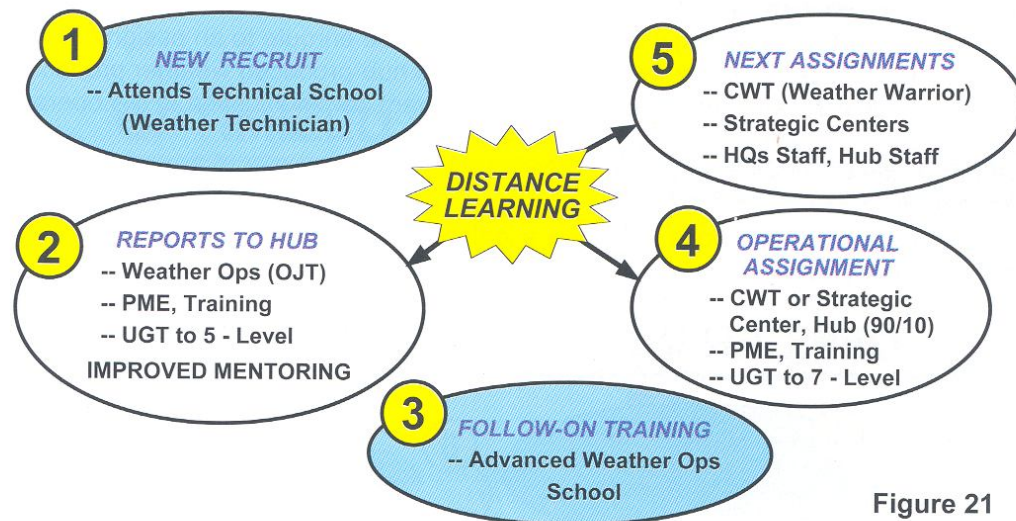 1
NEW RECRUIT
-- Attends Technical School
(Weather Technician)
2
REPORTS TO HUB
-- Weather Ops (OJT)
-- PME, Training
-- UGT to 5 - Level
IMPROVED MENTORING
3
FOLLOW-ON TRAINING
-- Advanced Weather Ops
School
4
OPERATIONAL
ASSIGNMENT
-- CWT or Strategic
Center, Hub (90/10)
-- PME, Training
-- UGT to 7 - Level
5
NEXT ASSIGNMENTS
-- CWT (Weather Warrior)
-- Strategic Centers
-- HQs Staff, Hub Staff
DISTANCE
LEARNING
Figure 21